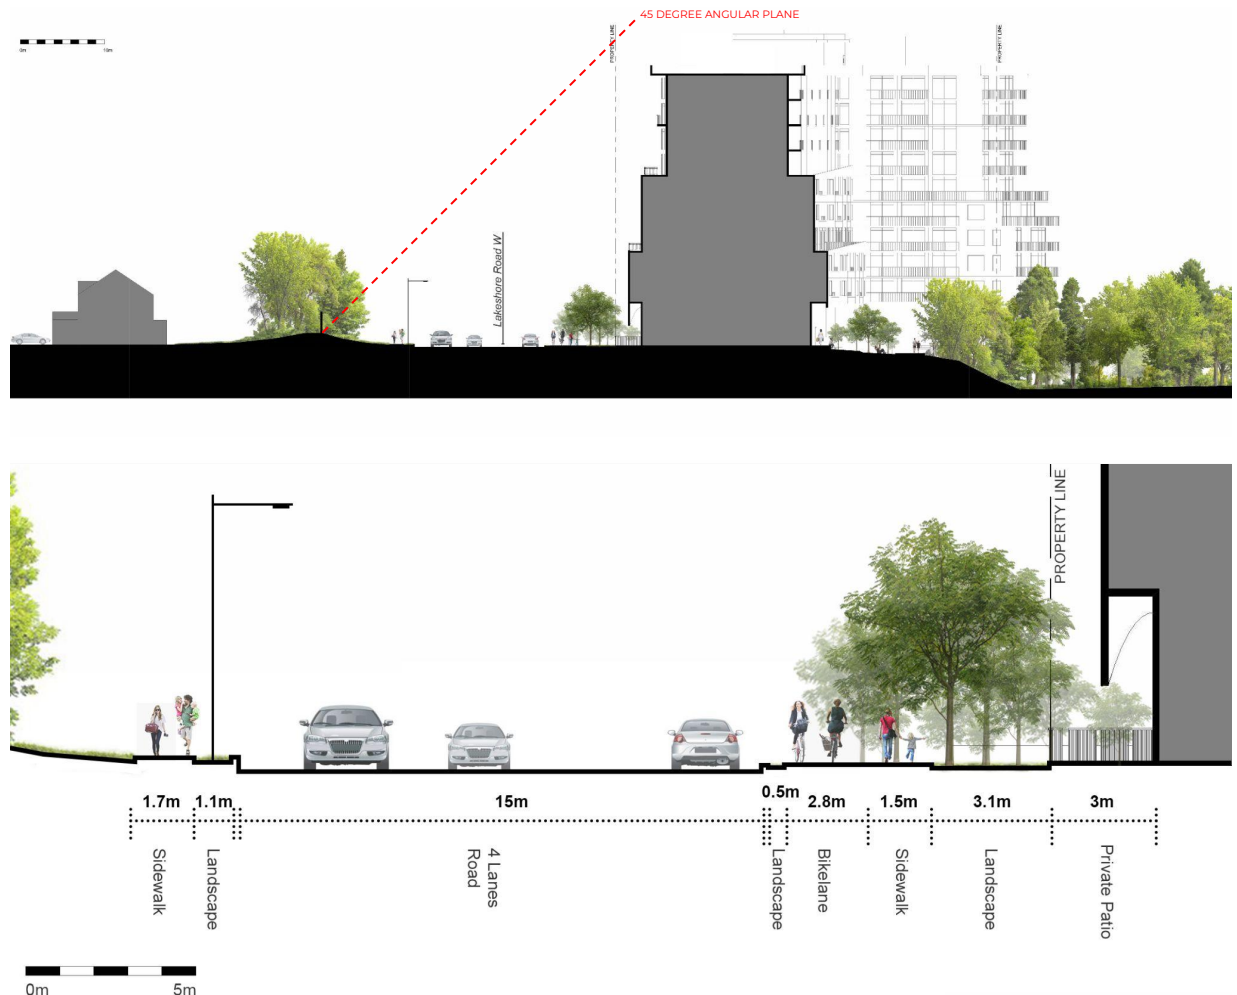 45 DEGREE ANGULAR PLANE
PROPERTY LINE
PROPERTY LINE
0m 10m
Lakeshore Road W
PROPERTY LINE
1.7m 1.1m 15m 0.5m 2.8m 1.5m 3.1m 3m
Sidewalk
Landscape
4 Lanes
Road
Landscape
Bikelane
Sidewalk
Landscape
Private Patio
0m 5m